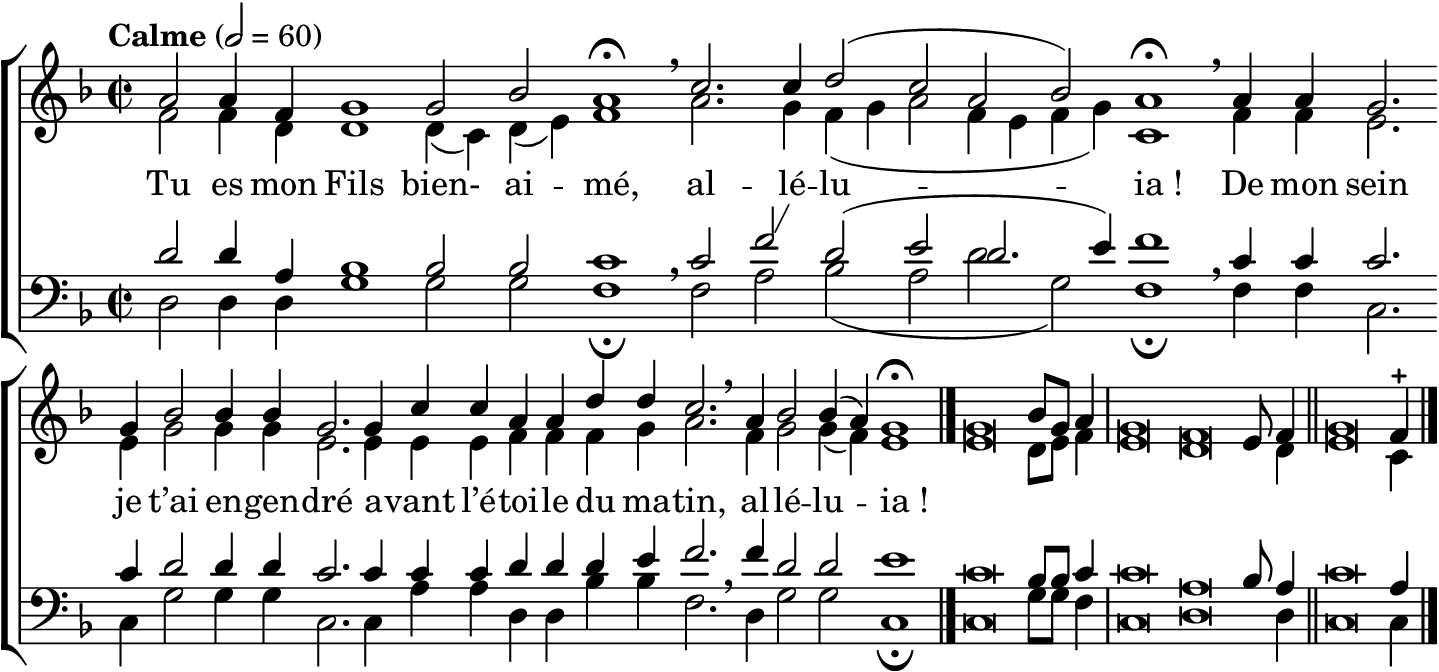 Calme (𝅗𝅥 = 60)
Tu es mon Fils bien- ai - mé, al - lé - lu - ia ! De mon sein
je t’ai engendré avant l’étoile du matin, allé - lu - ia !